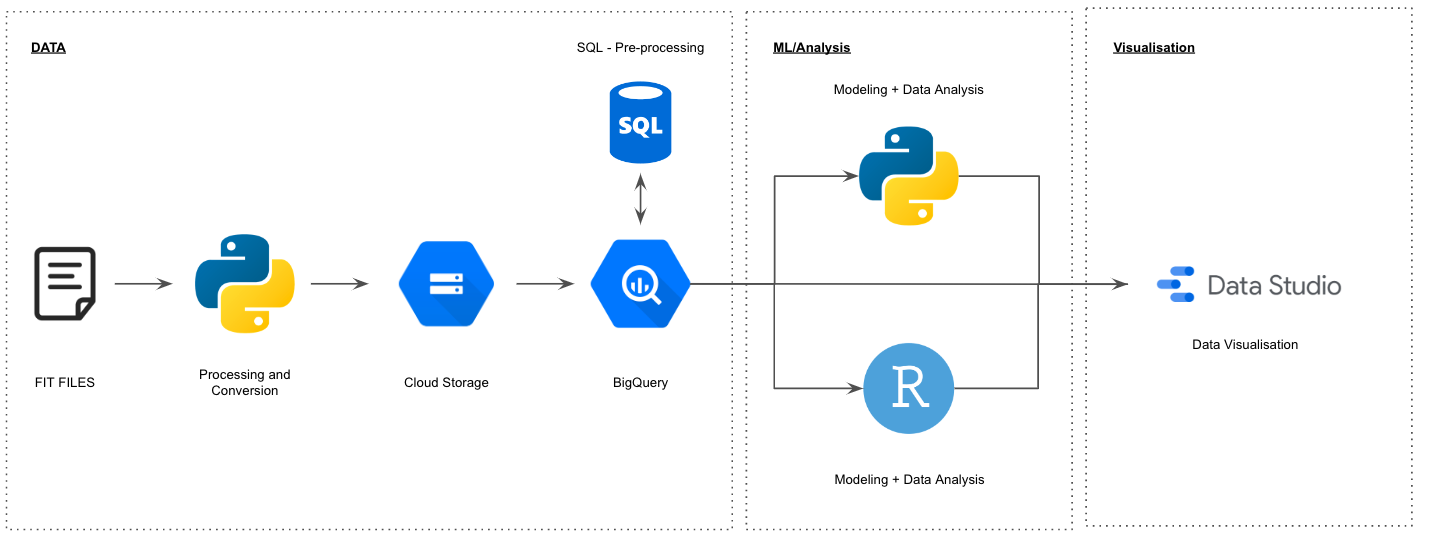 DATA
SQL - Pre-processing
SQL
FIT FILES
Processing and
Conversion
Cloud Storage
BigQuery
ML/Analysis
Modeling + Data Analysis
R
Modeling + Data Analysis
Visualisation
Data Studio
Data Visualisation